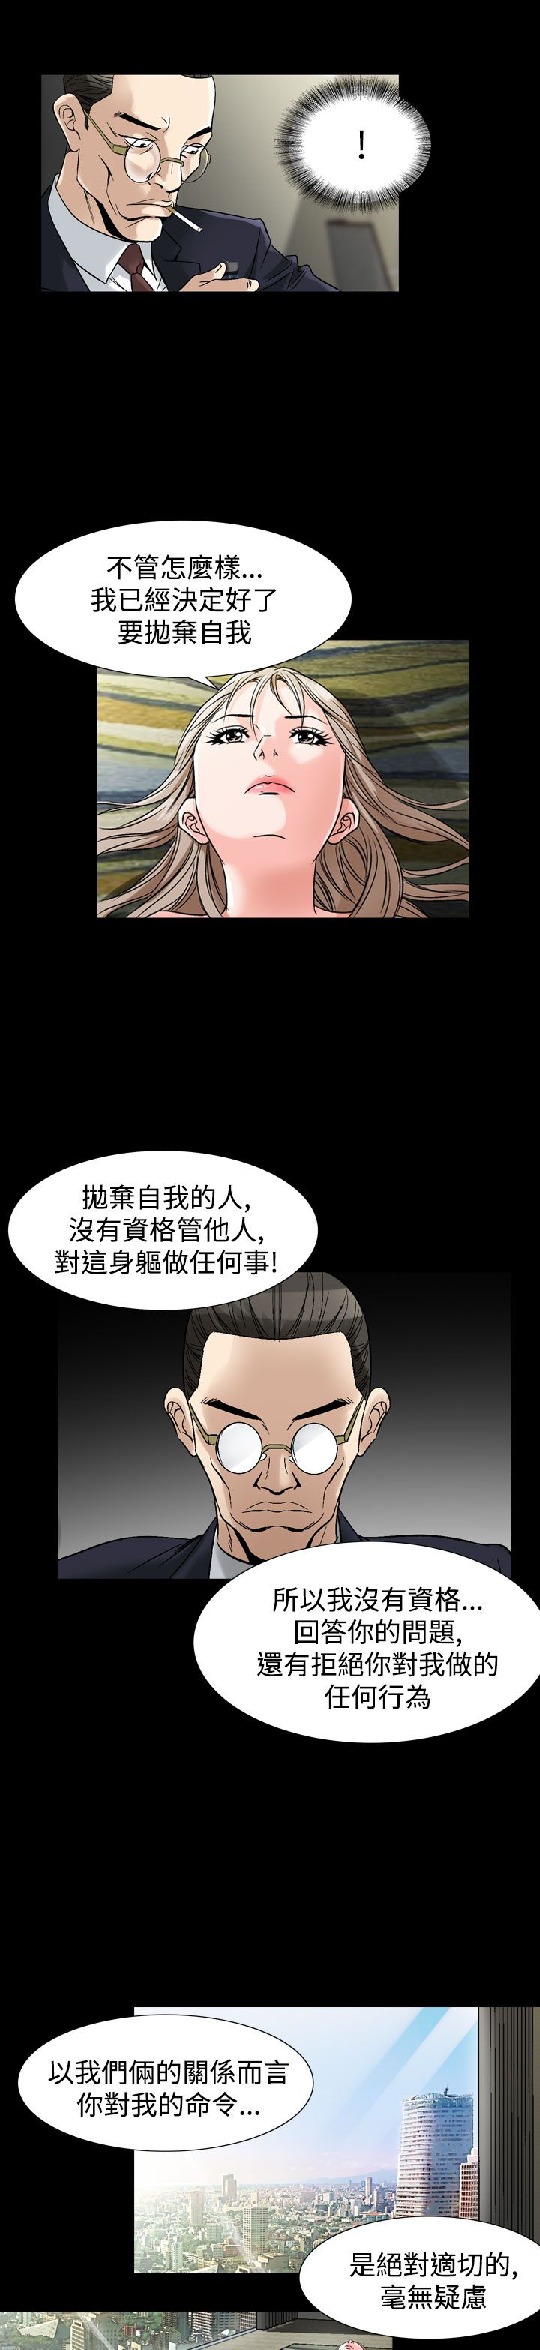 !
不管怎麼樣...
我已經決定好了
要拋棄自我
拋棄自我的人,
沒有資格管他人,
對這身軀做任何事!
所以我沒有資格...
回答你的問題,
還有拒絕你對我做的
任何行為
以我們倆的關係而言
你對我的命令...
是絕對適切的,
毫無疑慮